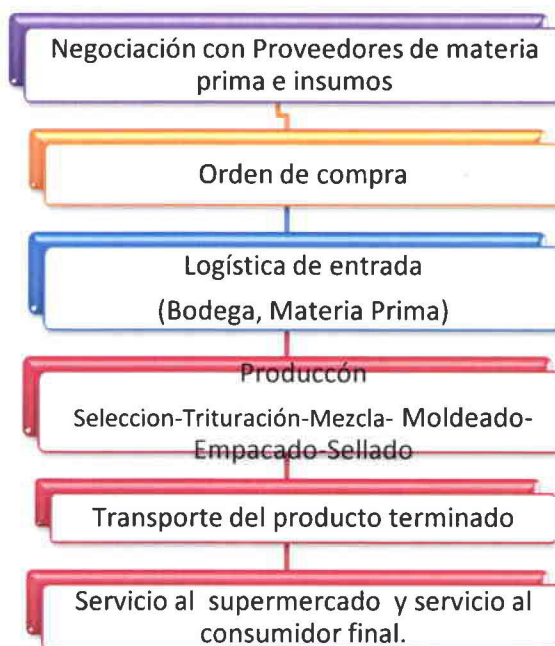 Negociación con Proveedores de materia
prima e insumos
Orden de compra
Logística de entrada
(Bodega, Materia Prima)
Produccón
Seleccion-Trituración-Mezcla- Moldeado-
Empacado-Sellado
Transporte del producto terminado
Servicio al supermercado y servicio al
consumidor final.